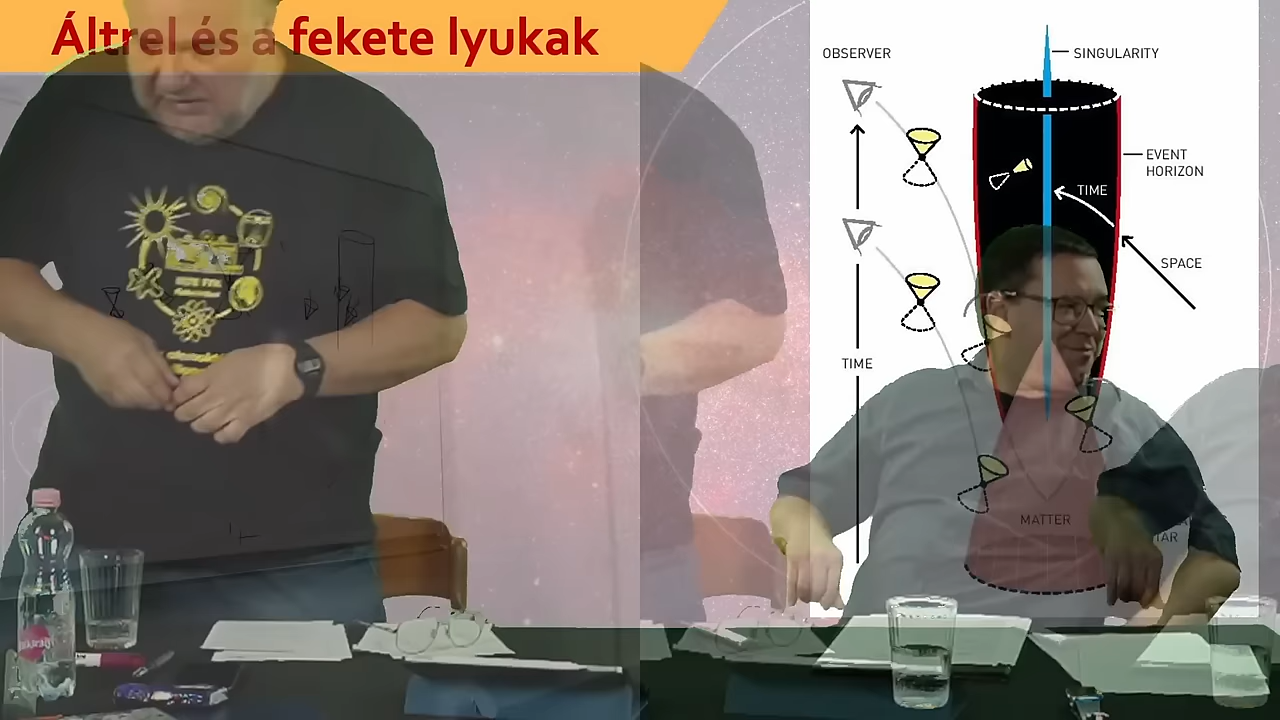 Áltrel és a fekete lyukak
OBSERVER
SINGULARITY
EVENT
HORIZON
TIME
SPACE
TIME
MATTER